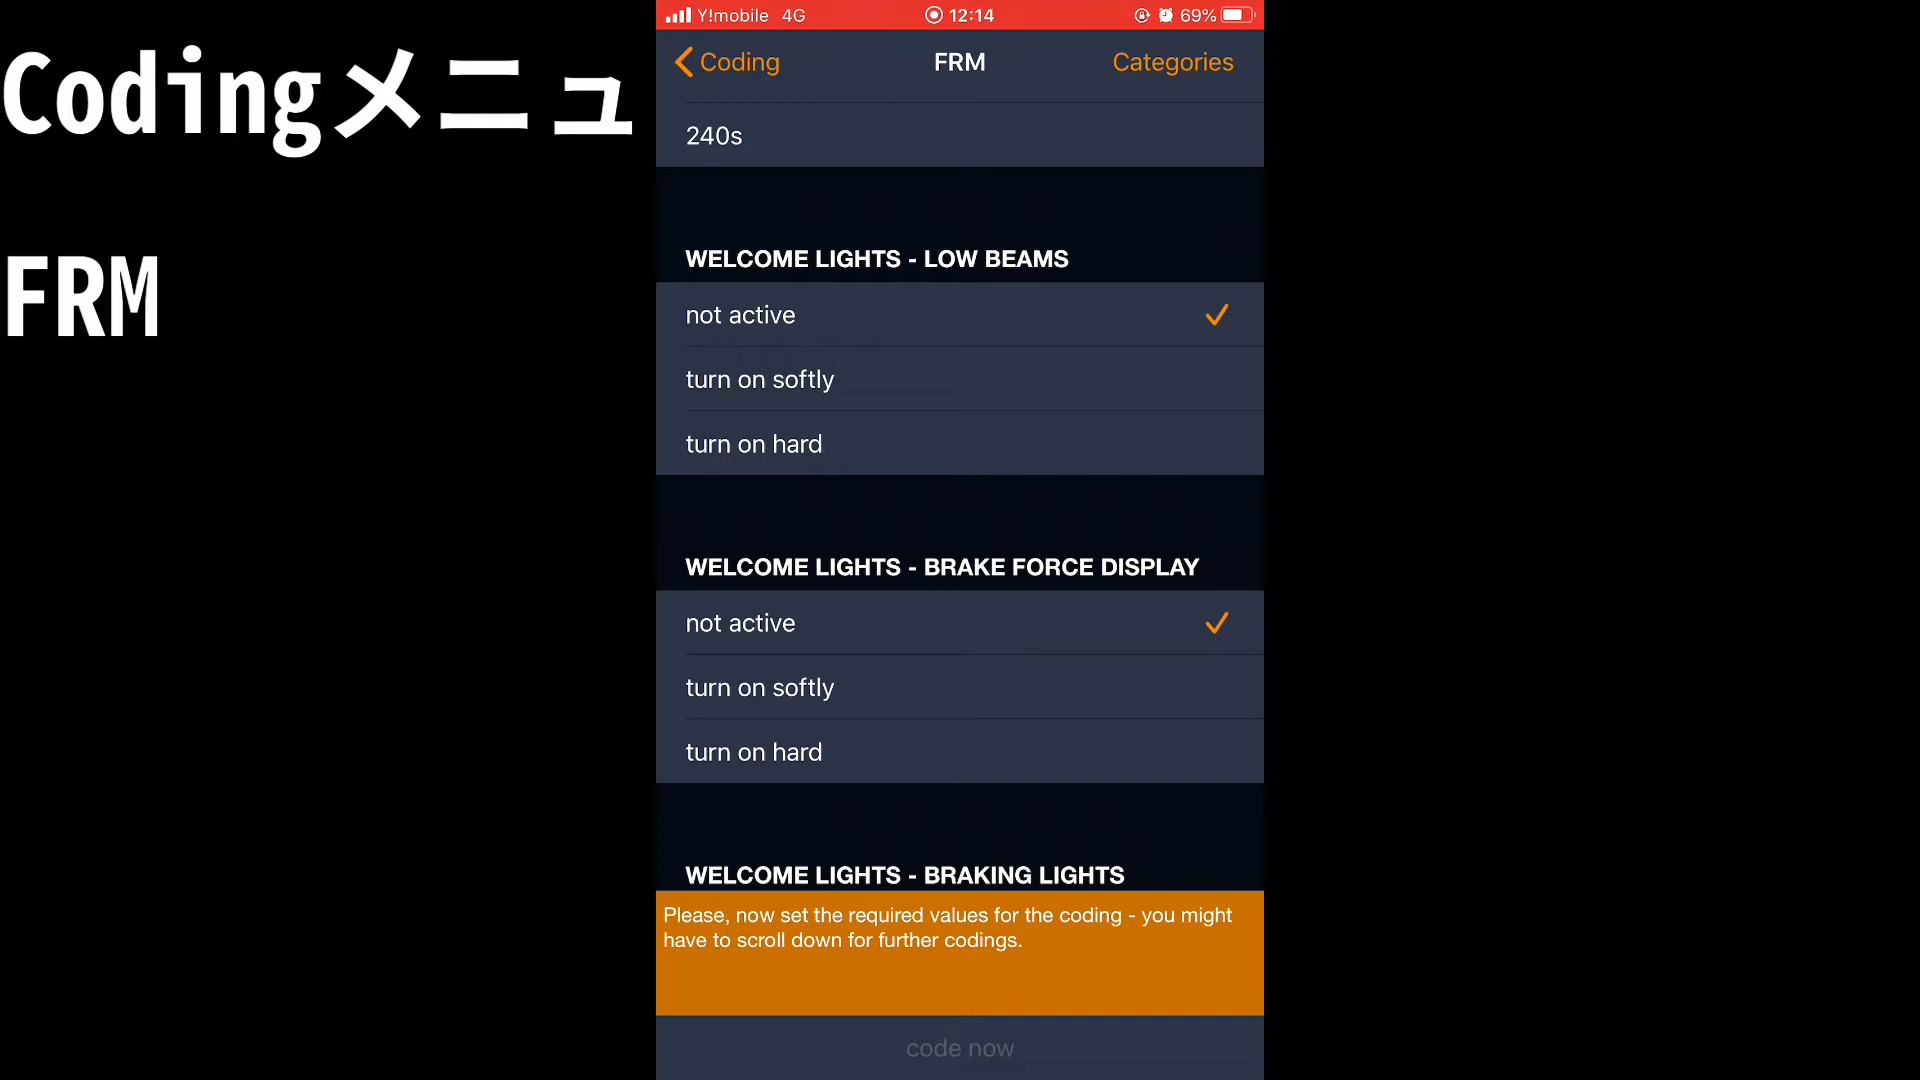 Codingメニュ
FRM
Y!mobile 4G 12:14 69%
Coding FRM Categories
240s
WELCOME LIGHTS - LOW BEAMS
not active
turn on softly
turn on hard
WELCOME LIGHTS - BRAKE FORCE DISPLAY
not active
turn on softly
turn on hard
WELCOME LIGHTS - BRAKING LIGHTS
Please, now set the required values for the coding - you might
have to scroll down for further codings.
code now